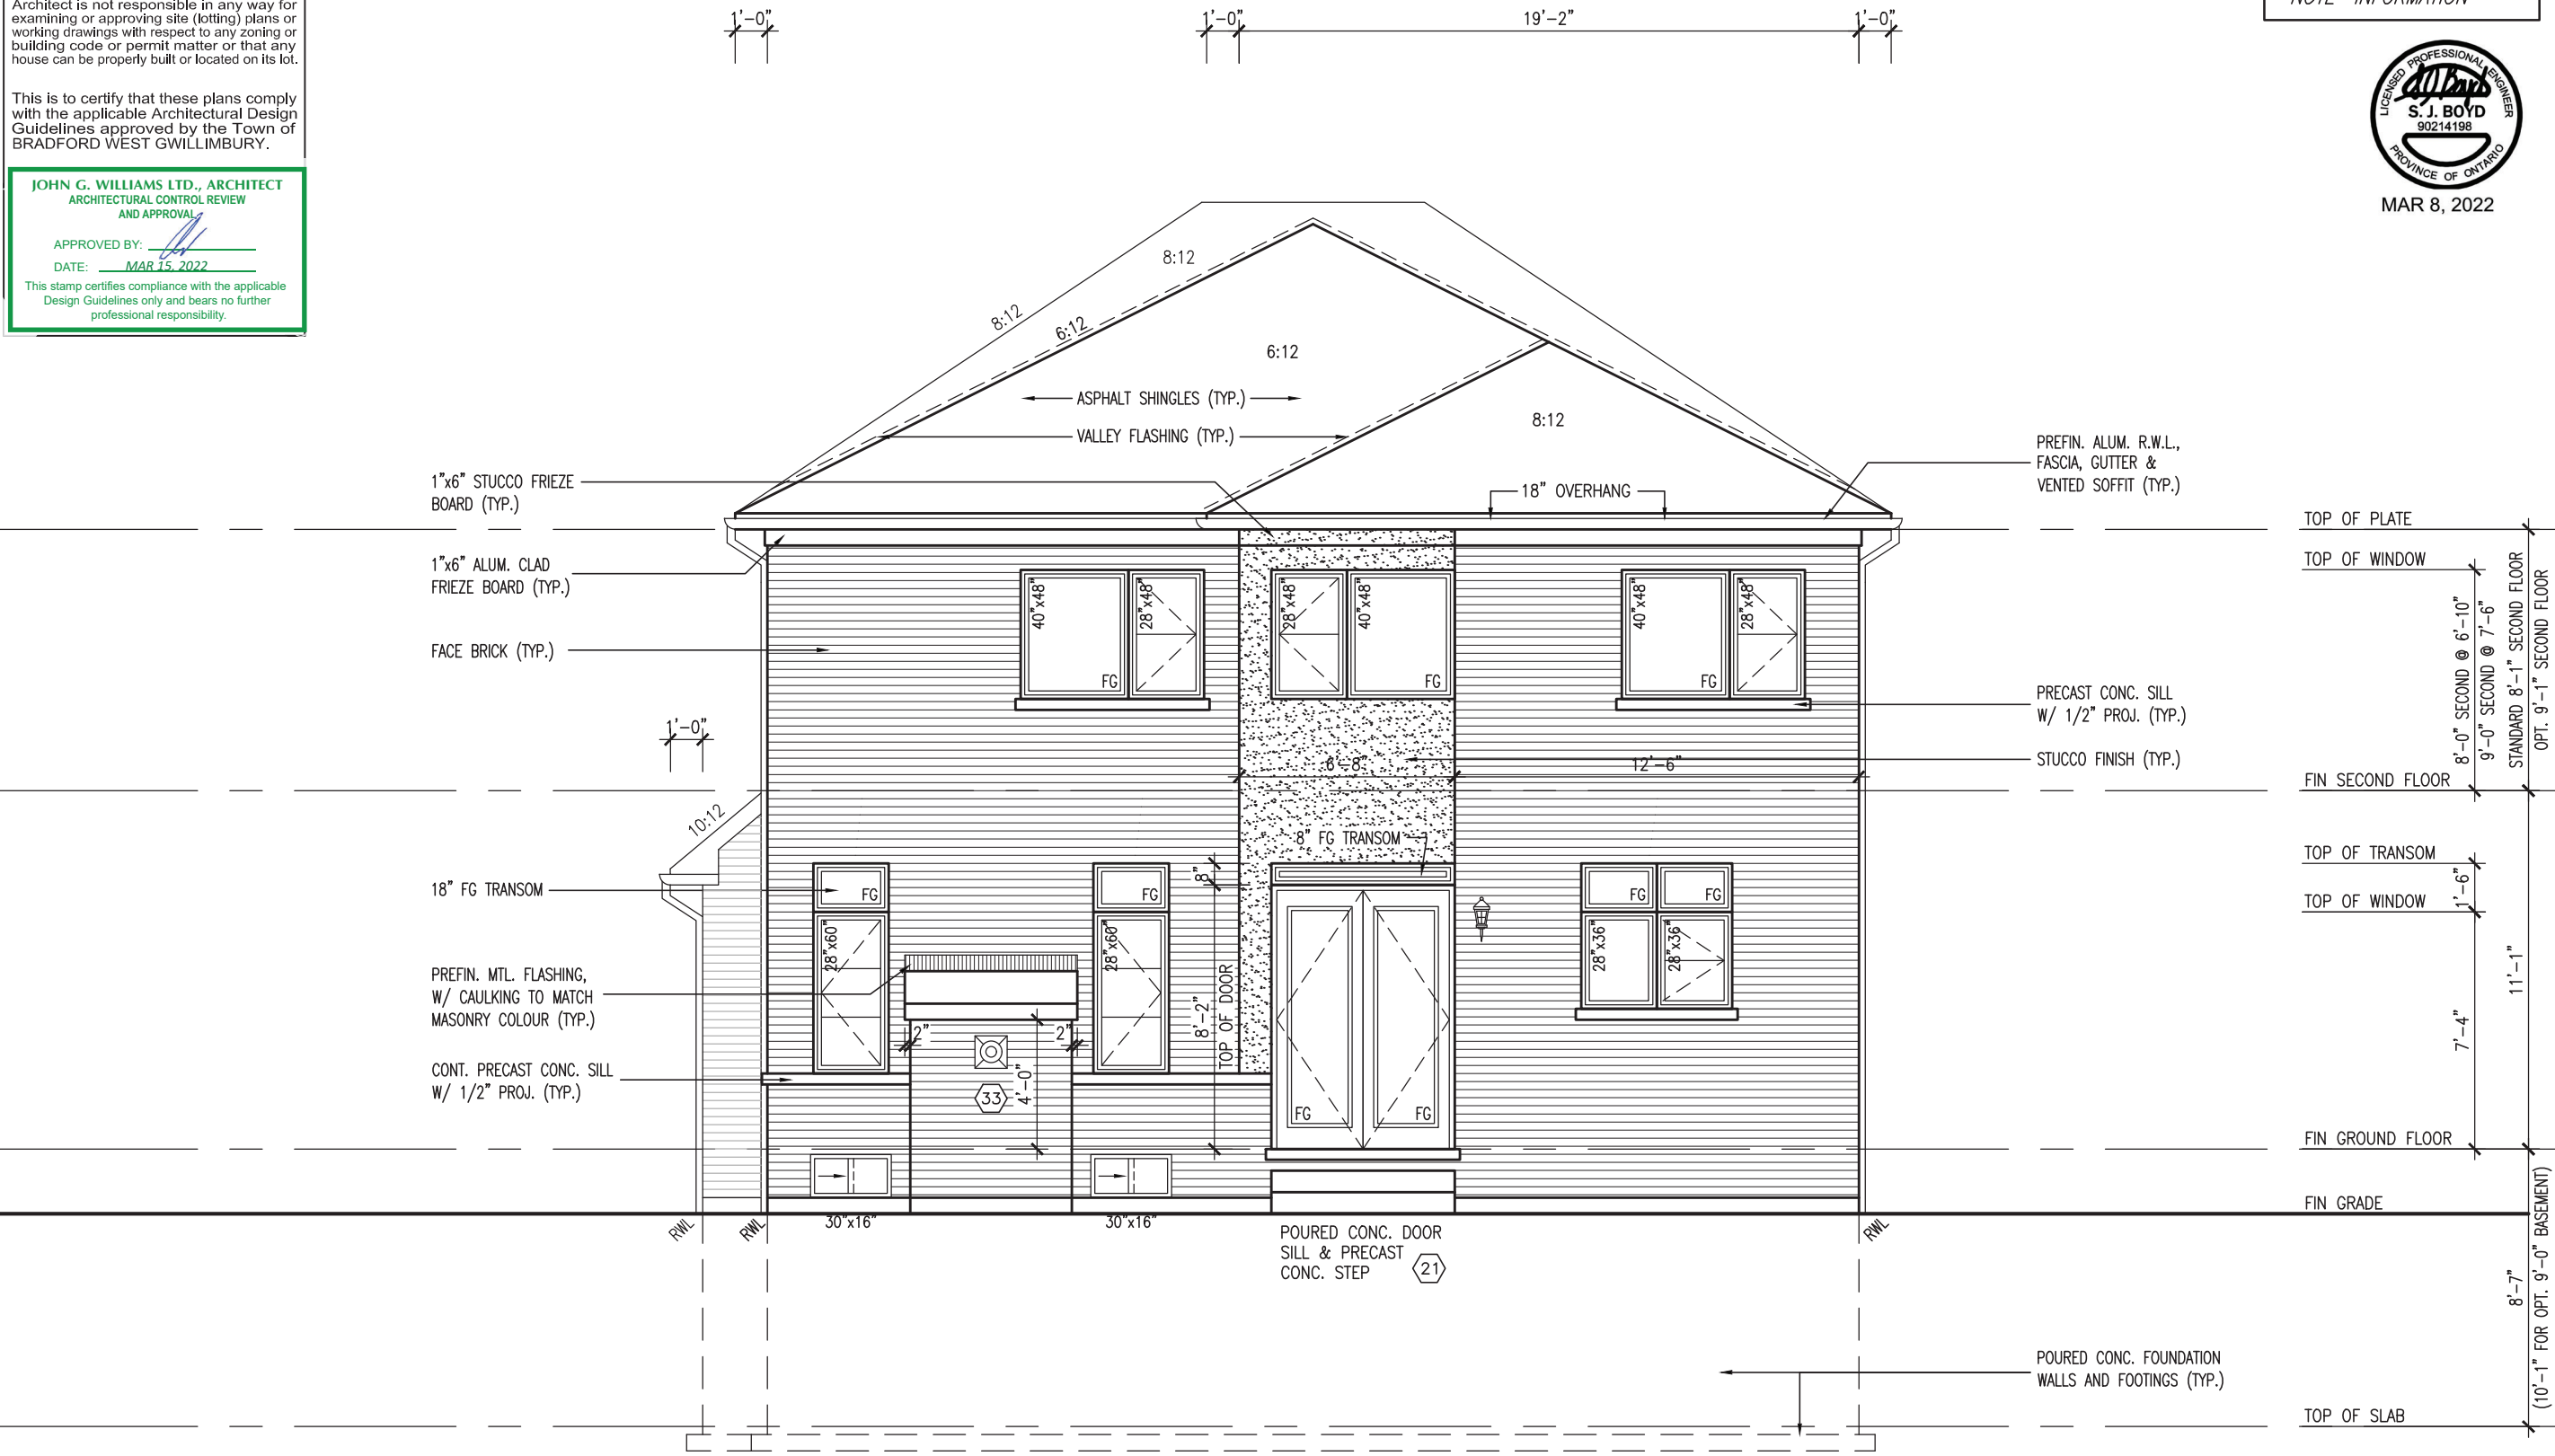 Architect is not responsible in any way for
examining or approving site (lotting) plans or
working drawings with respect to any zoning or
building code or permit matter or that any
house can be properly built or located on its lot.
This is to certify that these plans comply
with the applicable Architectural Design
Guidelines approved by the Town of
BRADFORD WEST GWILLIMBURY.
JOHN G. WILLIAMS LTD., ARCHITECT
ARCHITECTURAL CONTROL REVIEW
AND APPROVAL
APPROVED BY:
DATE: MAR 15, 2022
This stamp certifies compliance with the applicable
Design Guidelines only and bears no further
professional responsibility.
1'-0"
1'-0"
19'-2"
1'-0"
NOTE INFORMATION
LICENSED PROFESSIONAL ENGINEER
S. J. BOYD
90214198
PROVINCE OF ONTARIO
MAR 8, 2022
8:12
8:12
6:12
6:12
8:12
ASPHALT SHINGLES (TYP.)
VALLEY FLASHING (TYP.)
18" OVERHANG
1"x6" STUCCO FRIEZE
BOARD (TYP.)
1"x6" ALUM. CLAD
FRIEZE BOARD (TYP.)
FACE BRICK (TYP.)
1'-0"
10:12
18" FG TRANSOM
PREFIN. MTL. FLASHING,
W/ CAULKING TO MATCH
MASONRY COLOUR (TYP.)
CONT. PRECAST CONC. SILL
W/ 1/2" PROJ. (TYP.)
40"x48"
28"x48"
28"x48"
40"x48"
40"x48"
28"x48"
FG
FG
FG
6'-8"
12'-6"
8" FG TRANSOM
8"
FG
FG
FG
FG
28"x60"
28"x60"
28"x36"
28"x36"
2"
2"
33
4'-0"
8'-2"
TOP OF DOOR
FG
FG
RWL
RWL
30"x16"
30"x16"
RWL
POURED CONC. DOOR
SILL & PRECAST
CONC. STEP
21
PREFIN. ALUM. R.W.L.,
FASCIA, GUTTER &
VENTED SOFFIT (TYP.)
PRECAST CONC. SILL
W/ 1/2" PROJ. (TYP.)
STUCCO FINISH (TYP.)
POURED CONC. FOUNDATION
WALLS AND FOOTINGS (TYP.)
TOP OF PLATE
TOP OF WINDOW
FIN SECOND FLOOR
TOP OF TRANSOM
TOP OF WINDOW
FIN GROUND FLOOR
FIN GRADE
TOP OF SLAB
8'-0" SECOND @ 6'-10"
9'-0" SECOND @ 7'-6"
STANDARD 8'-1" SECOND FLOOR
OPT. 9'-1" SECOND FLOOR
1'-6"
7'-4"
11'-1"
8'-7"
(10'-1" FOR OPT. 9'-0" BASEMENT)